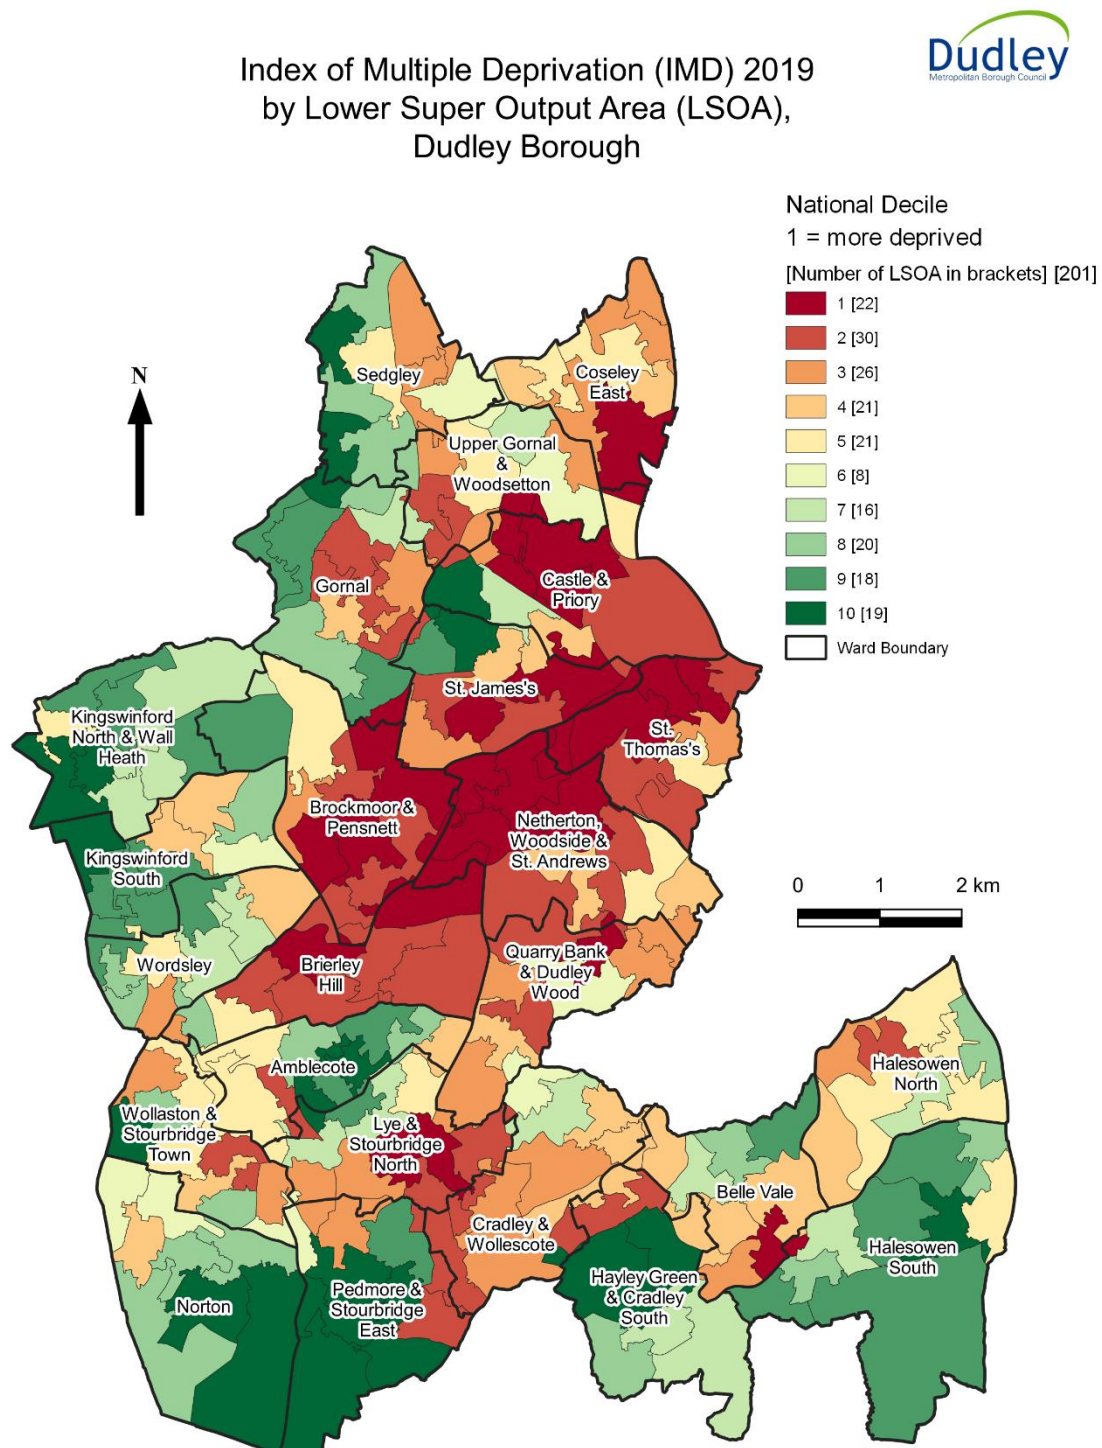 Dudley
Metropolitan Borough Council
Index of Multiple Deprivation (IMD) 2019
by Lower Super Output Area (LSOA),
Dudley Borough
National Decile
1 = more deprived
[Number of LSOA in brackets] [201]
1 [22]
2 [30]
3 [26]
4 [21]
5 [21]
6 [8]
7 [16]
8 [20]
9 [18]
10 [19]
Ward Boundary
N
Sedgley
Coseley
East
Upper Gornal
&
Woodsetton
Gornal
Castle &
Priory
St. James's
Kingswinford
North & Wall
Heath
St.
Thomas's
Brockmoor &
Pensnett
Netherton,
Woodside &
St. Andrews
Kingswinford
South
0 1 2 km
Wordsley
Brierley
Hill
Quarry Bank
& Dudley
Wood
Amblecote
Halesowen
North
Wollaston &
Stourbridge
Town
Lye &
Stourbridge
North
Belle Vale
Cradley &
Wollescote
Halesowen
South
Hayley Green
& Cradley
South
Norton
Pedmore &
Stourbridge
East